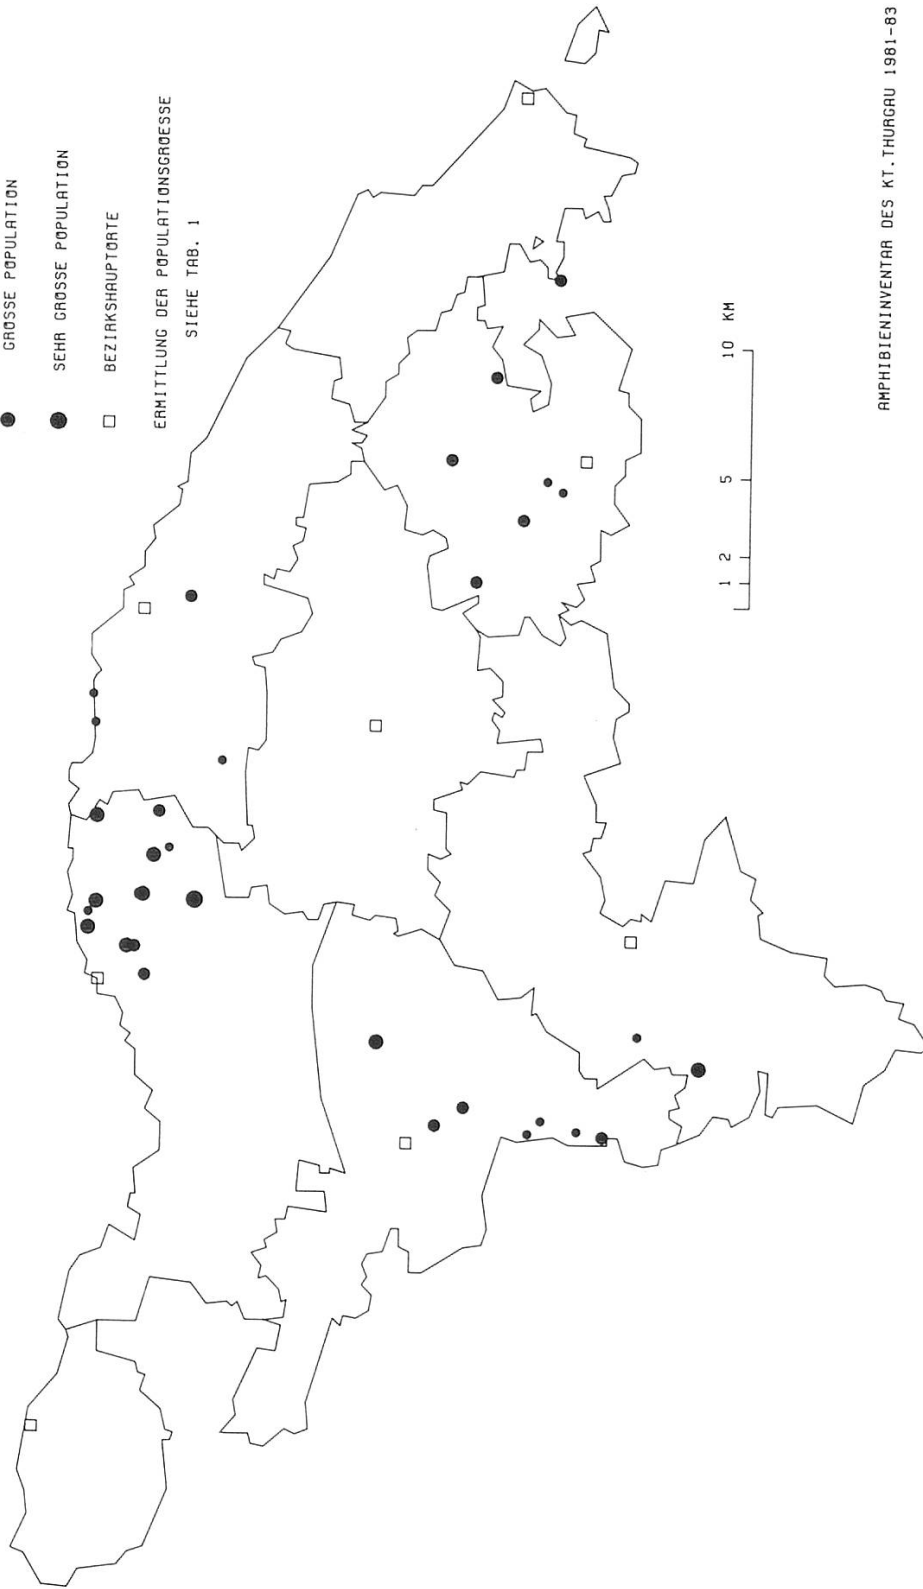 GROSSE POPULATION
SEHR GROSSE POPULATION
BEZIRKSHAUPTORTE
ERMITTLUNG DER POPULATIONSGROESSE
SIEHE TAB. 1
1 2 5 10 KM
AMPHIBIENINVENTAR DES KT. THURGAU 1981-83